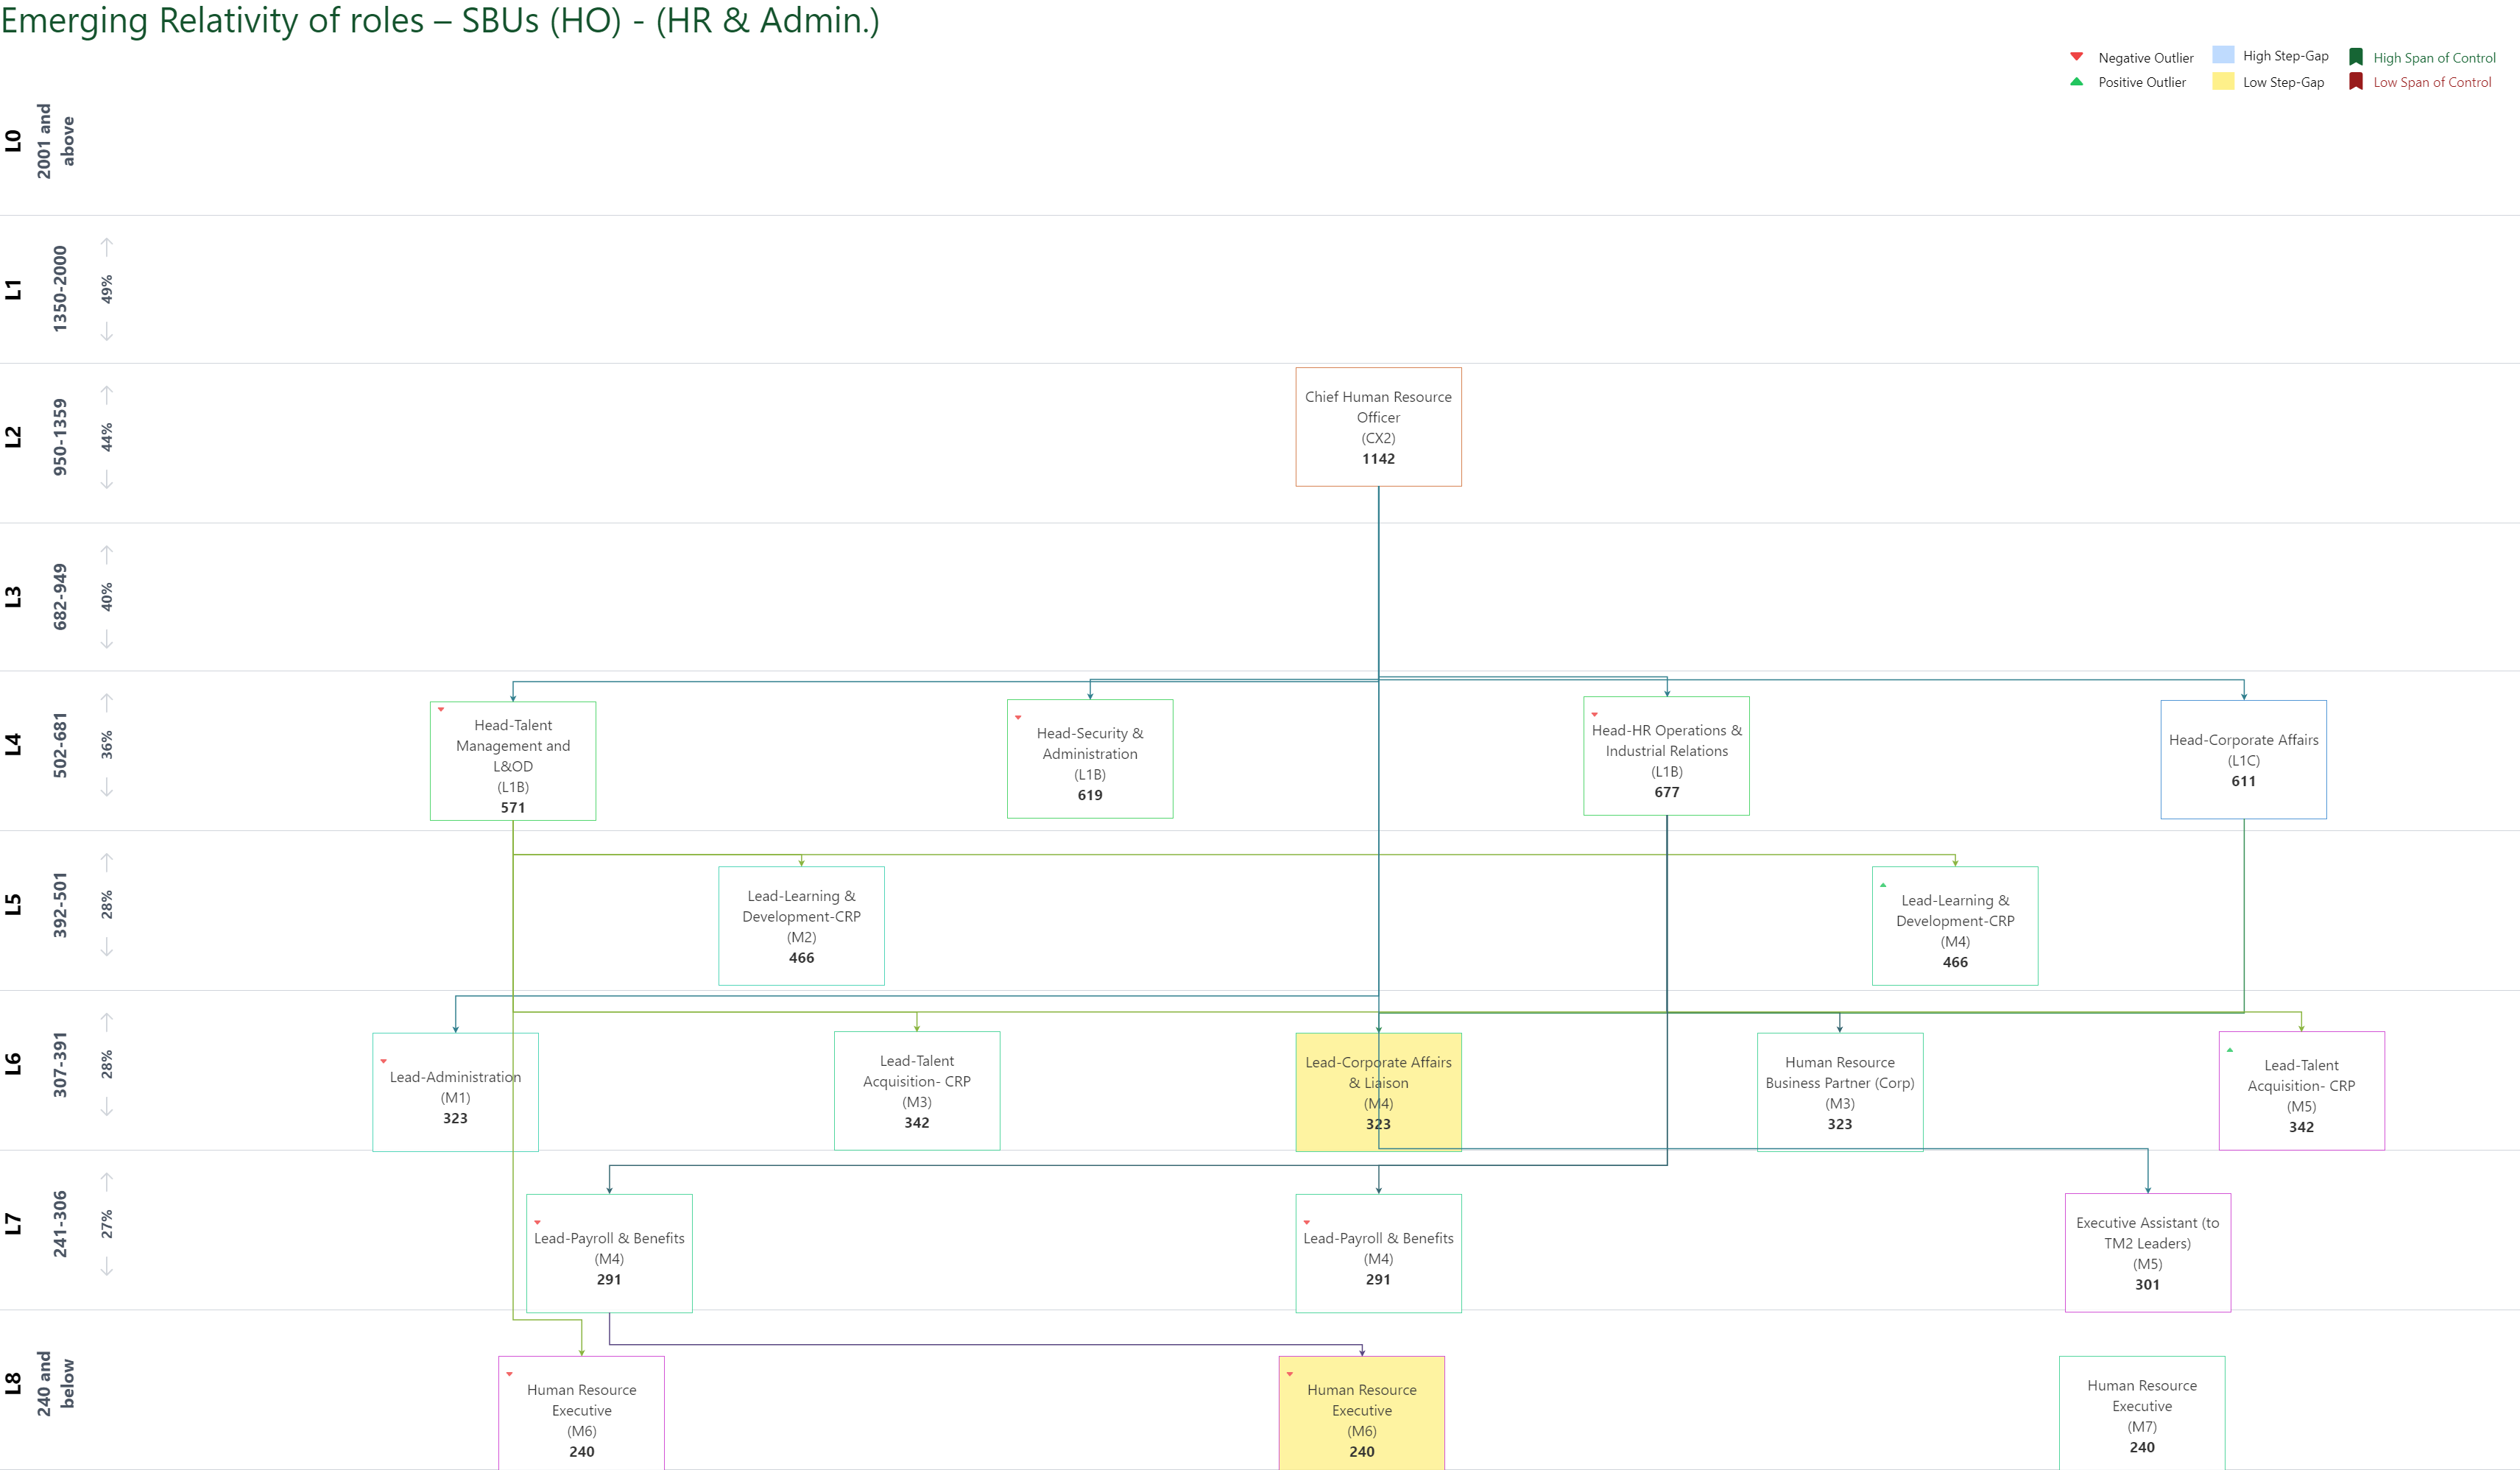 Emerging Relativity of roles – SBUs (HO) - (HR & Admin.)
Negative Outlier
High Step-Gap
High Span of Control
Positive Outlier
Low Step-Gap
Low Span of Control
L0
2001 and
above
L1
1350-2000
49%
L2
950-1359
44%
Chief Human Resource
Officer
(CX2)
1142
L3
682-949
40%
L4
502-681
36%
Head-Talent
Management and
L&OD
(L1B)
571
Head-Security &
Administration
(L1B)
619
Head-HR Operations &
Industrial Relations
(L1B)
677
Head-Corporate Affairs
(L1C)
611
L5
392-501
28%
Lead-Learning &
Development-CRP
(M2)
466
Lead-Learning &
Development-CRP
(M4)
466
L6
307-391
28%
Lead-Administration
(M1)
323
Lead-Talent
Acquisition- CRP
(M3)
342
Lead-Corporate Affairs
& Liaison
(M4)
323
Human Resource
Business Partner (Corp)
(M3)
323
Lead-Talent
Acquisition- CRP
(M5)
342
L7
241-306
27%
Lead-Payroll & Benefits
(M4)
291
Lead-Payroll & Benefits
(M4)
291
Executive Assistant (to
TM2 Leaders)
(M5)
301
L8
240 and
below
Human Resource
Executive
(M6)
240
Human Resource
Executive
(M6)
240
Human Resource
Executive
(M7)
240